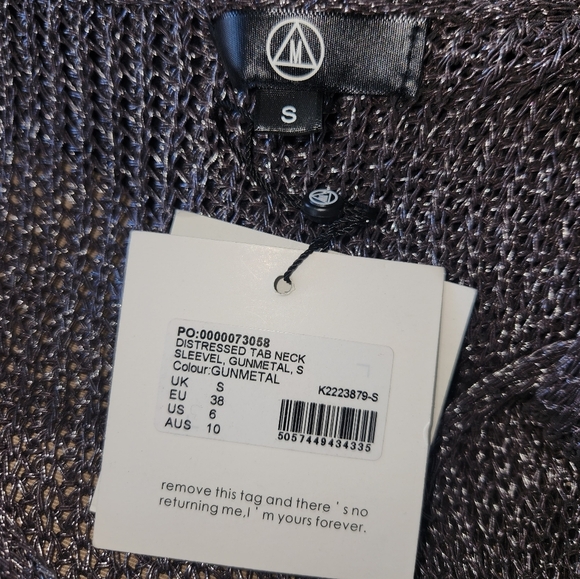 M
S
PO:0000073058
DISTRESSED TAB NECK
SLEEVEL, GUNMETAL, S
Colour:GUNMETAL
UK S K2223879-S
EU 38
US 6
AUS 10
5057449434335
remove this tag and there's no
returning me,I'm yours forever.